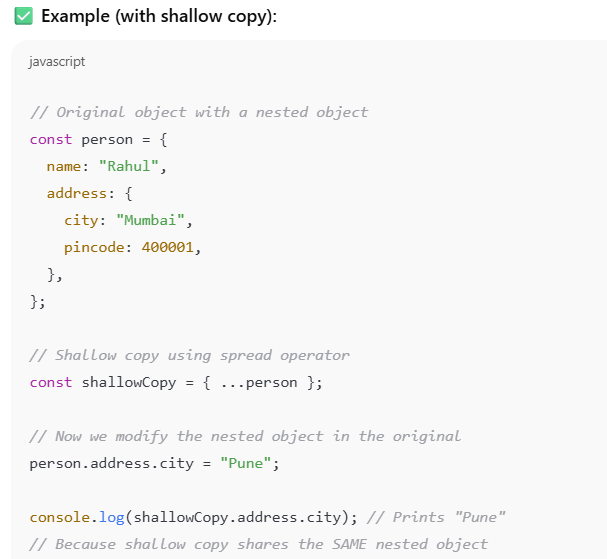 ✅ Example (with shallow copy):
javascript
// Original object with a nested object
const person = {
  name: "Rahul",
  address: {
    city: "Mumbai",
    pincode: 400001,
  },
};
// Shallow copy using spread operator
const shallowCopy = { ...person };
// Now we modify the nested object in the original
person.address.city = "Pune";
console.log(shallowCopy.address.city); // Prints "Pune"
// Because shallow copy shares the SAME nested object